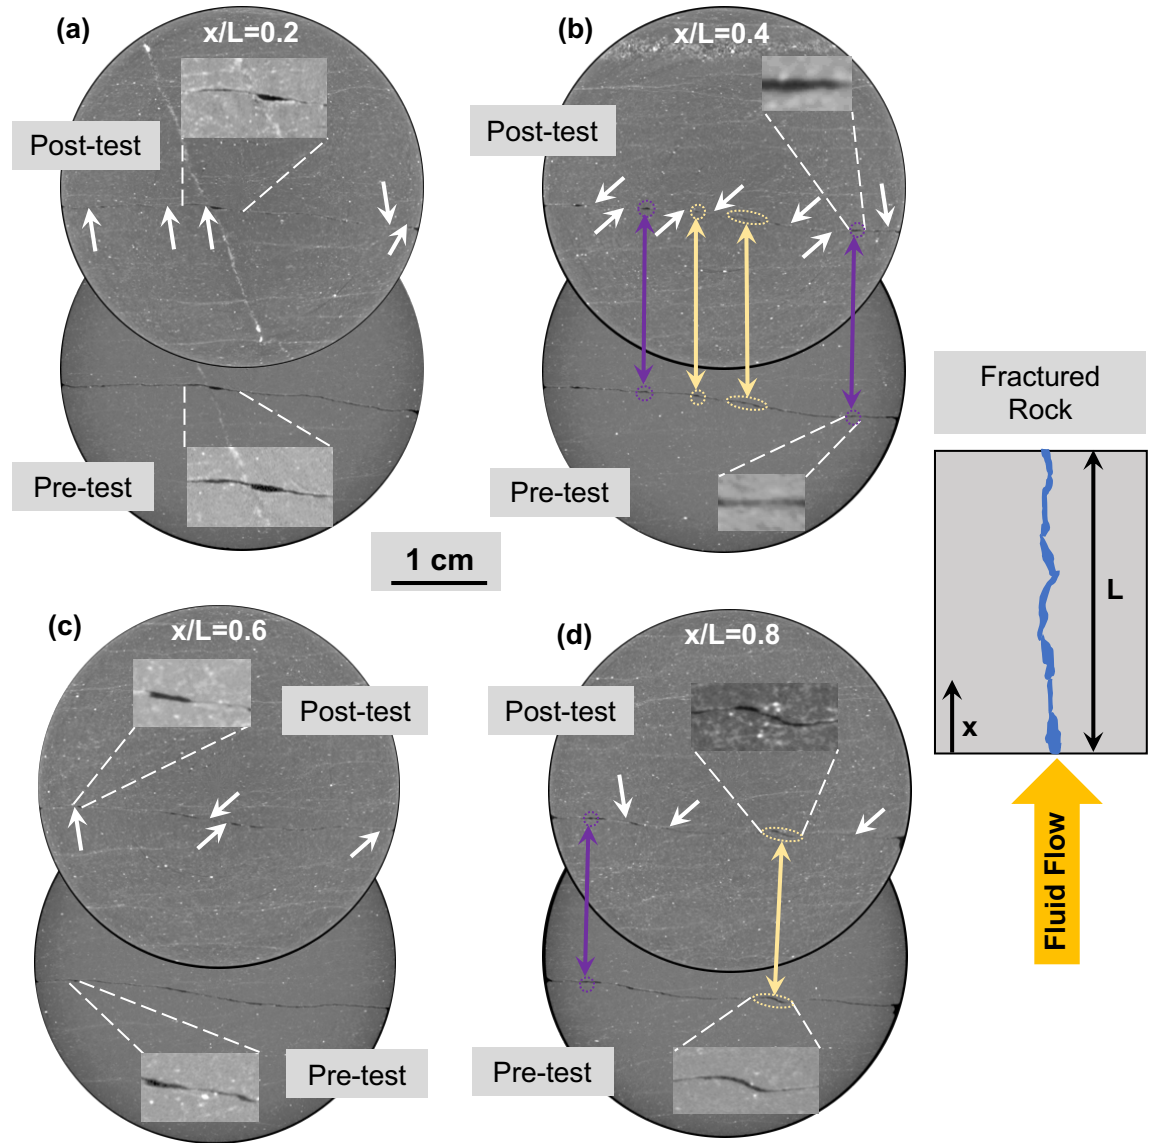 (a)
x/L=0.2
Post-test
Pre-test
(b)
x/L=0.4
Post-test
Pre-test
1 cm
(c)
x/L=0.6
Post-test
Pre-test
(d)
x/L=0.8
Post-test
Pre-test
Fractured
Rock
L
x
Fluid Flow